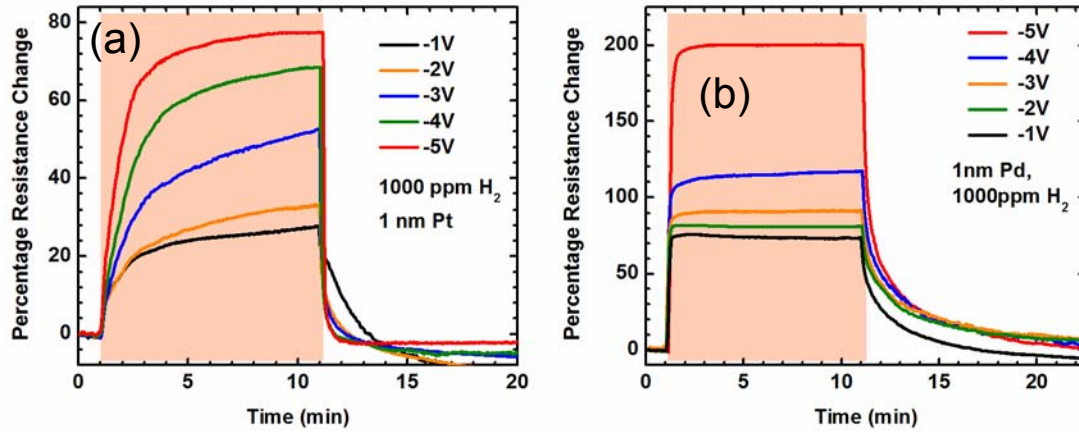 (a)
Percentage Resistance Change
80
60
40
20
0
-1V
-2V
-3V
-4V
-5V
1000 ppm H₂
1 nm Pt
0 5 10 15 20
Time (min)
(b)
Percentage Resistance Change
200
150
100
50
0
-5V
-4V
-3V
-2V
-1V
1nm Pd,
1000ppm H₂
0 5 10 15 20
Time (min)